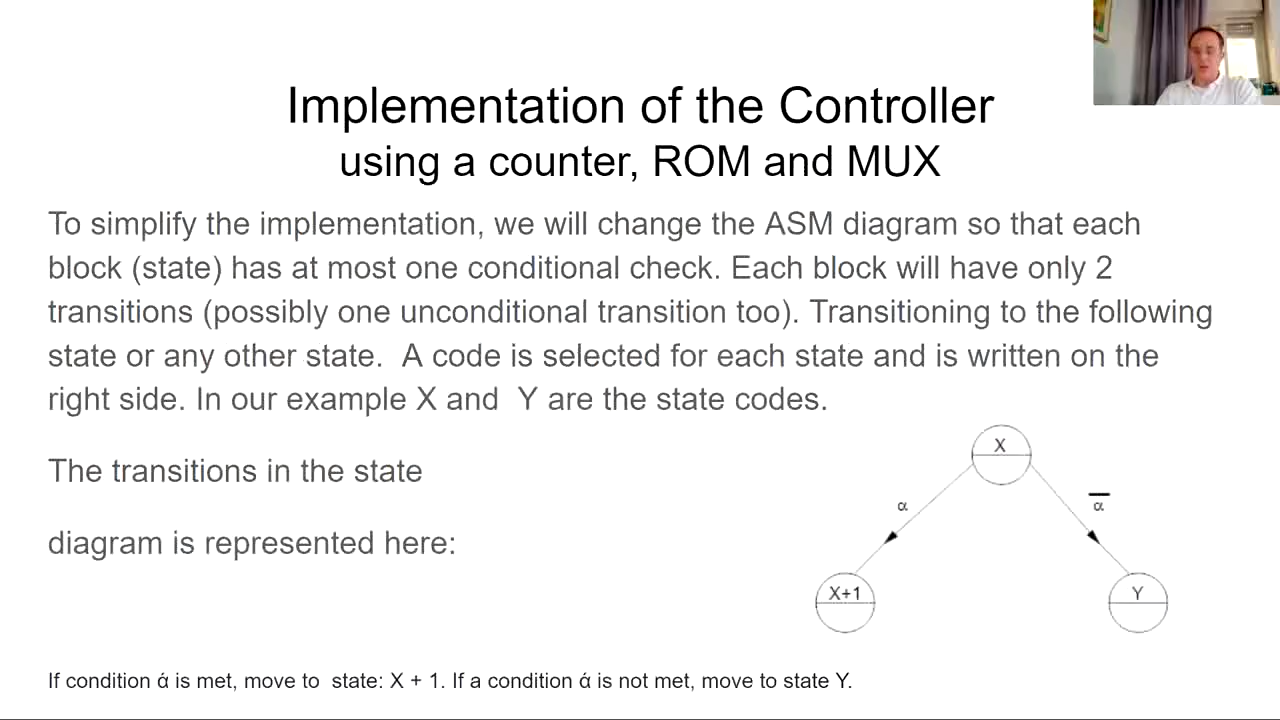 Implementation of the Controller
using a counter, ROM and MUX
To simplify the implementation, we will change the ASM diagram so that each
block (state) has at most one conditional check. Each block will have only 2
transitions (possibly one unconditional transition too). Transitioning to the following
state or any other state.  A code is selected for each state and is written on the
right side. In our example X and  Y are the state codes.
The transitions in the state
diagram is represented here:
X
α
α̅
X+1
Y
If condition ά is met, move to  state: X + 1. If a condition ά is not met, move to state Y.